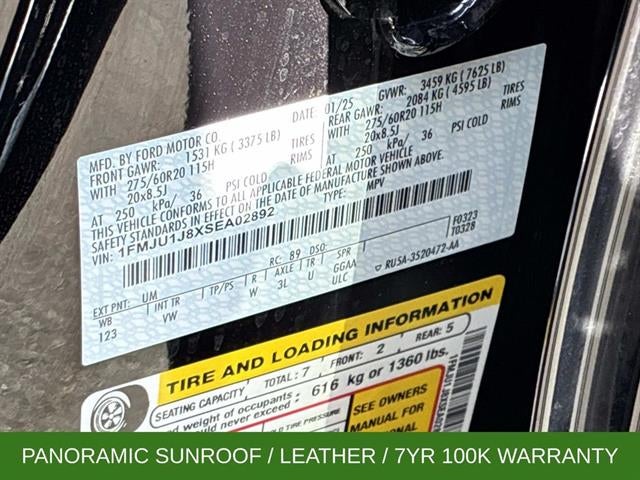 MFD. BY FORD MOTOR CO.
DATE: 01/25
GVWR: 3459 KG ( 7625 LB)
FRONT GAWR: 1531 KG ( 3375 LB)
REAR GAWR: 2084 KG ( 4595 LB)
WITH 275/60R20 115H TIRES
WITH 275/60R20 115H TIRES
20x8.5J RIMS
20x8.5J RIMS
AT 250 kPa/ 36 PSI COLD
AT 250 kPa/ 36 PSI COLD
THIS VEHICLE CONFORMS TO ALL APPLICABLE FEDERAL MOTOR VEHICLE
SAFETY STANDARDS IN EFFECT ON THE DATE OF MANUFACTURE SHOWN ABOVE.
VIN: 1FMJU1J8XSEA02892
TYPE: MPV
F0323
T0328
EXT PNT: UM RC: 89 DSO:
WB INT TR TP/PS R AXLE TR SPR
123 VW W 3L U GGAA
ULC
RU5A-3520472-AA
TIRE AND LOADING INFORMATION
SEATING CAPACITY, TOTAL: 7 FRONT: 2 REAR: 5
616 kg or 1360 lbs.
SEE OWNERS
MANUAL FOR
PANORAMIC SUNROOF / LEATHER / 7YR 100K WARRANTY